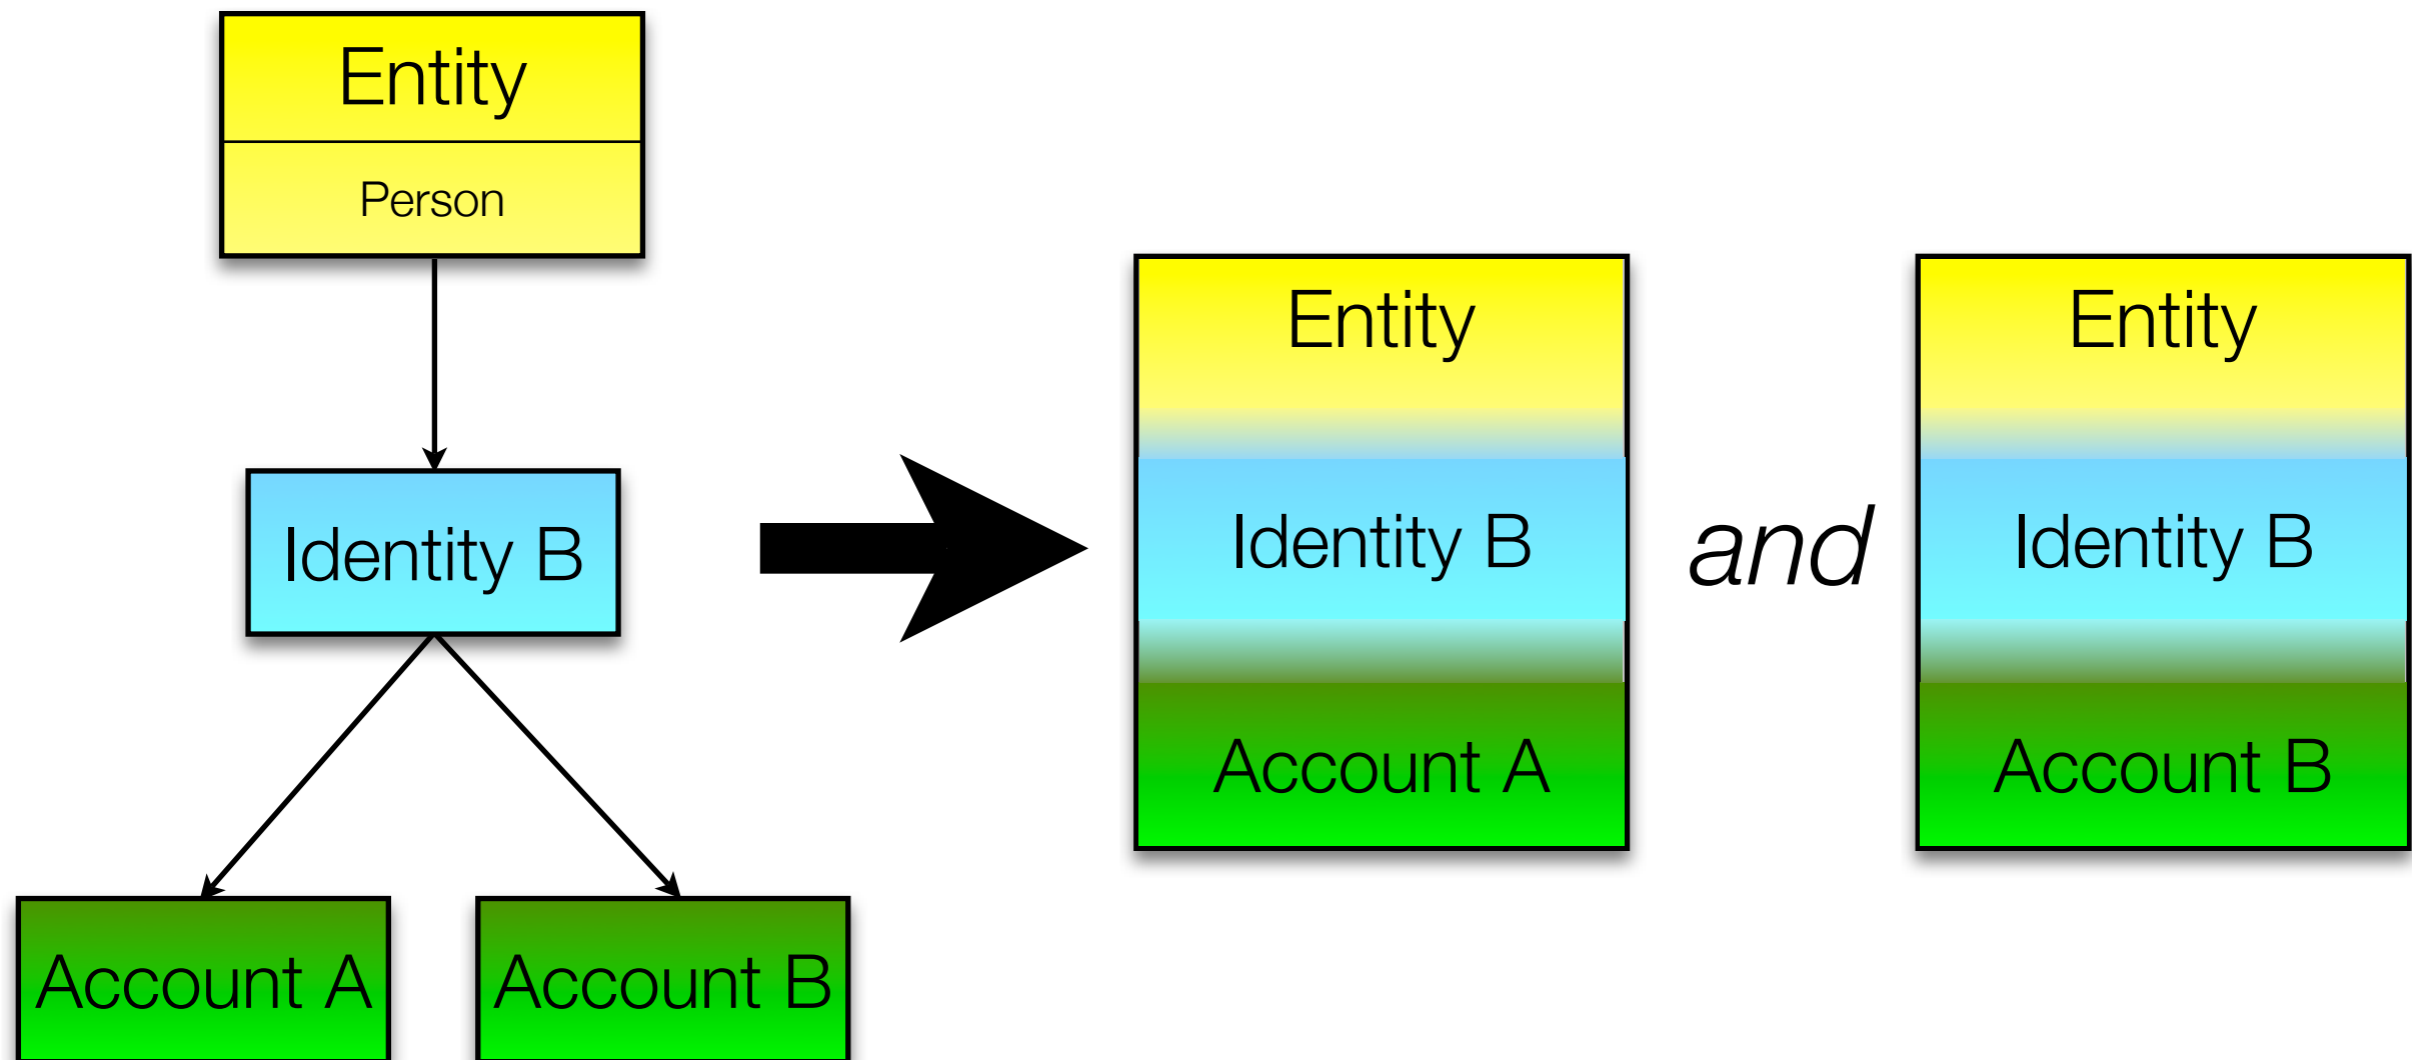 Entity
Person
Identity B
Account A
Account B
Entity
Identity B
Account A
and
Entity
Identity B
Account B